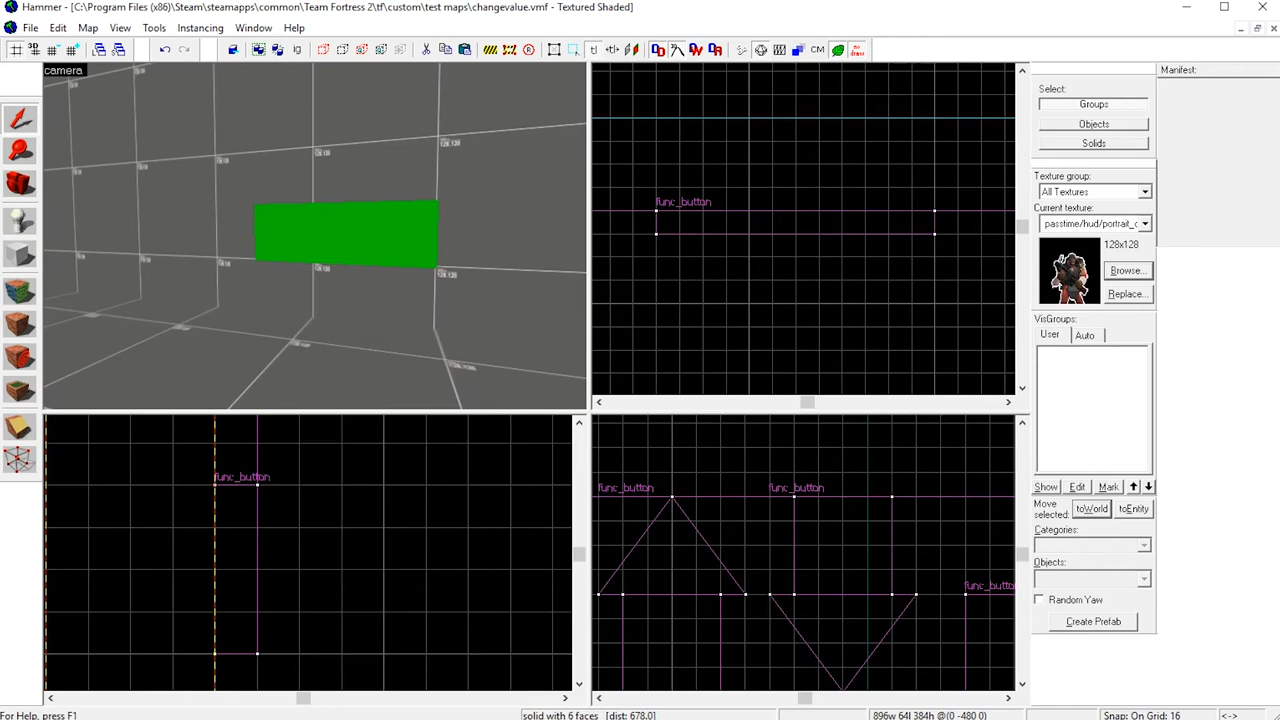 Hammer - [C:\Program Files (x86)\Steam\steamapps\common\Team Fortress 2\tf\custom\test maps\changevalue.vmf - Textured Shaded]
File Edit Map View Tools Instancing Window Help
camera
func_button
func_button
func_button
func_button
func_butto
Select:
Groups
Objects
Solids
Texture group:
All Textures
Current texture:
passtime/hud/portrait_c
128x128
Browse...
Replace...
VisGroups:
User Auto
Show Edit Mark
Move selected:
toWorld toEntity
Categories:
Objects:
Random Yaw
Create Prefab
Manifest:
For Help, press F1
solid with 6 faces [dist: 678.0]
896w 64l 384h @(0 -480 0)
Snap: On Grid: 16
<->